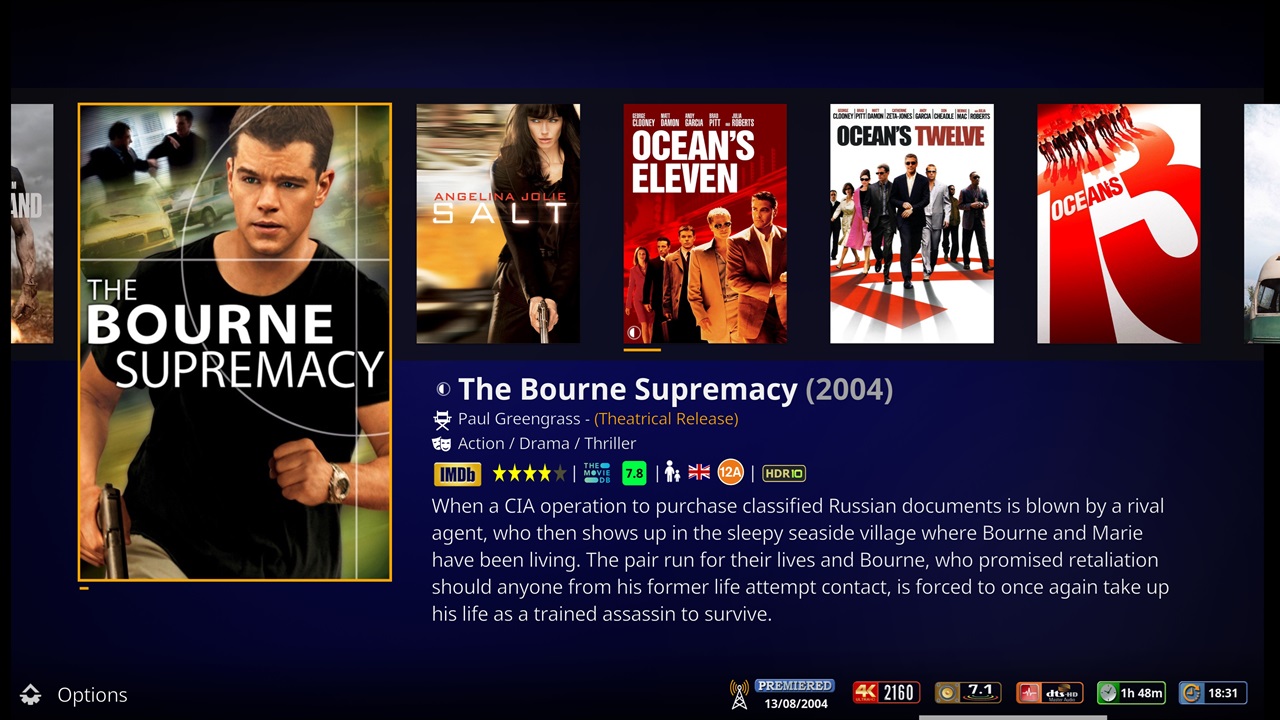 AND
THE
BOURNE
SUPREMACY
ANGELINA JOLIE
SALT
GEORGE CLOONEY MATT DAMON ANDY GARCIA BRAD PITT AND JULIA ROBERTS
OCEAN'S
ELEVEN
GEORGE CLOONEY BRAD PITT MATT DAMON CATHERINE ZETA-JONES ANDY GARCIA DON CHEADLE BERNIE MAC AND JULIA ROBERTS
OCEAN'S TWELVE
OCEANS
13
The Bourne Supremacy (2004)
Paul Greengrass - (Theatrical Release)
Action / Drama / Thriller
IMDb THE MOVIE DB 7.8 12A HDR10
When a CIA operation to purchase classified Russian documents is blown by a rival
agent, who then shows up in the sleepy seaside village where Bourne and Marie
have been living. The pair run for their lives and Bourne, who promised retaliation
should anyone from his former life attempt contact, is forced to once again take up
his life as a trained assassin to survive.
Options
PREMIERED
13/08/2004
4K 2160
7.1
dts-HD
Master Audio
1h 48m
18:31